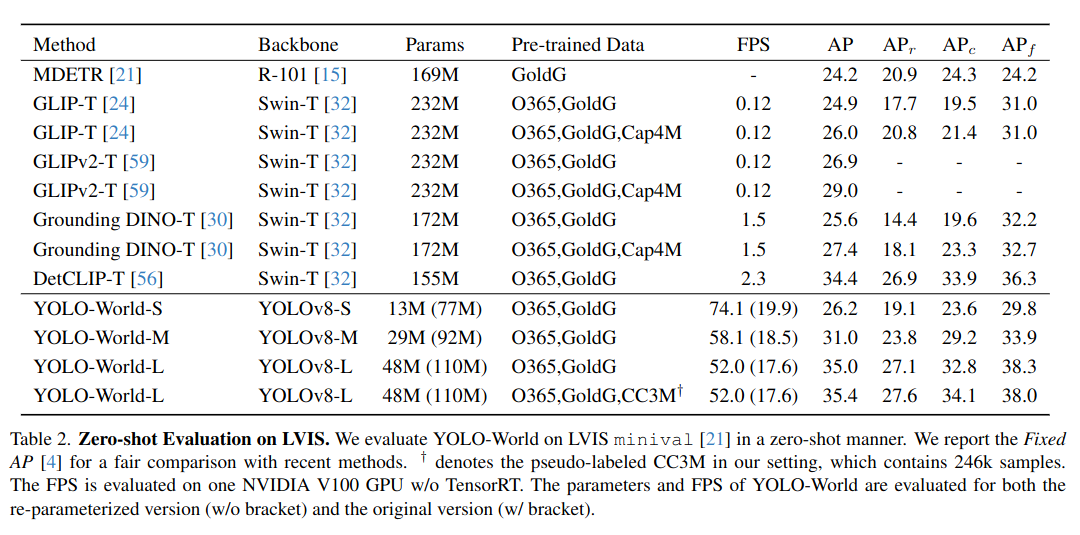 Method Backbone Params Pre-trained Data FPS AP APr APc APf
MDETR [21] R-101 [15] 169M GoldG - 24.2 20.9 24.3 24.2
GLIP-T [24] Swin-T [32] 232M O365,GoldG 0.12 24.9 17.7 19.5 31.0
GLIP-T [24] Swin-T [32] 232M O365,GoldG,Cap4M 0.12 26.0 20.8 21.4 31.0
GLIPv2-T [59] Swin-T [32] 232M O365,GoldG 0.12 26.9 - - -
GLIPv2-T [59] Swin-T [32] 232M O365,GoldG,Cap4M 0.12 29.0 - - -
Grounding DINO-T [30] Swin-T [32] 172M O365,GoldG 1.5 25.6 14.4 19.6 32.2
Grounding DINO-T [30] Swin-T [32] 172M O365,GoldG,Cap4M 1.5 27.4 18.1 23.3 32.7
DetCLIP-T [56] Swin-T [32] 155M O365,GoldG 2.3 34.4 26.9 33.9 36.3
YOLO-World-S YOLOv8-S 13M (77M) O365,GoldG 74.1 (19.9) 26.2 19.1 23.6 29.8
YOLO-World-M YOLOv8-M 29M (92M) O365,GoldG 58.1 (18.5) 31.0 23.8 29.2 33.9
YOLO-World-L YOLOv8-L 48M (110M) O365,GoldG 52.0 (17.6) 35.0 27.1 32.8 38.3
YOLO-World-L YOLOv8-L 48M (110M) O365,GoldG,CC3M† 52.0 (17.6) 35.4 27.6 34.1 38.0
Table 2. Zero-shot Evaluation on LVIS. We evaluate YOLO-World on LVIS minival [21] in a zero-shot manner. We report the Fixed
AP [4] for a fair comparison with recent methods. † denotes the pseudo-labeled CC3M in our setting, which contains 246k samples.
The FPS is evaluated on one NVIDIA V100 GPU w/o TensorRT. The parameters and FPS of YOLO-World are evaluated for both the
re-parameterized version (w/o bracket) and the original version (w/ bracket).